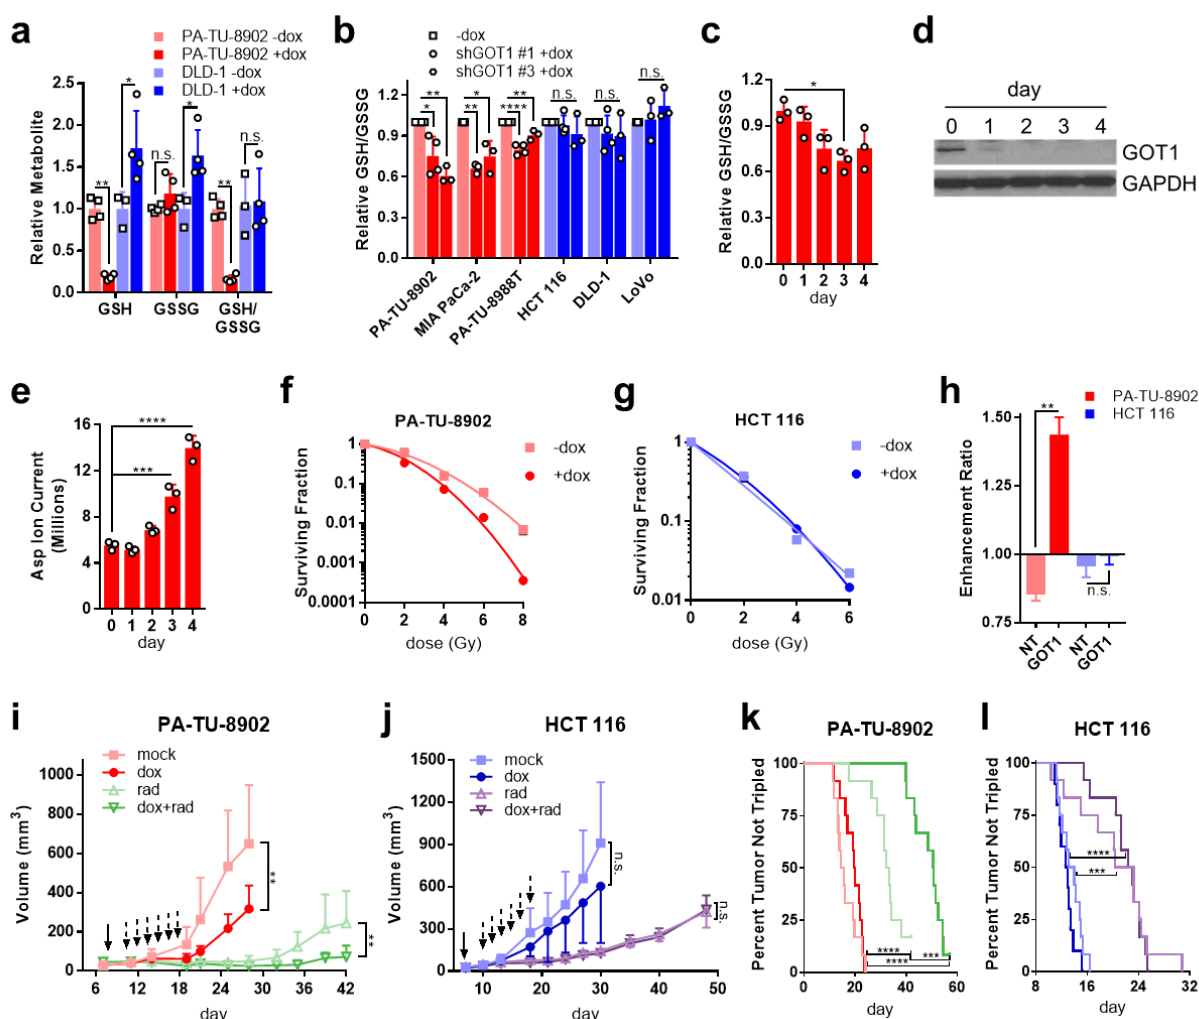 a
PA-TU-8902 -dox
PA-TU-8902 +dox
DLD-1 -dox
DLD-1 +dox
Relative Metabolite
2.5
2.0
1.5
1.0
0.5
0.0
**
*
n.s.
*
**
n.s.
GSH
GSSG
GSH/
GSSG
b
-dox
shGOT1 #1 +dox
shGOT1 #3 +dox
Relative GSH/GSSG
1.2
0.9
0.6
0.3
0.0
**
*
*
**
**
****
n.s.
n.s.
n.s.
PA-TU-8902
MIA PaCa-2
PA-TU-8988T
HCT 116
DLD-1
LoVo
c
Relative GSH/GSSG
1.2
0.9
0.6
0.3
0.0
*
0 1 2 3 4
day
d
day
0 1 2 3 4
GOT1
GAPDH
e
Asp Ion Current
(Millions)
16
12
8
4
0
****
***
0 1 2 3 4
day
f
PA-TU-8902
-dox
+dox
Surviving Fraction
1
0.1
0.01
0.001
0.0001
0 2 4 6 8
dose (Gy)
g
HCT 116
-dox
+dox
Surviving Fraction
1
0.1
0.01
0 2 4 6
dose (Gy)
h
PA-TU-8902
HCT 116
Enhancement Ratio
1.50
1.25
1.00
0.75
**
n.s.
NT
GOT1
NT
GOT1
i
PA-TU-8902
mock
dox
rad
dox+rad
Volume (mm3)
1000
800
600
400
200
0
**
**
6 12 18 24 30 36 42
day
j
HCT 116
mock
dox
rad
dox+rad
Volume (mm3)
1500
1200
900
600
300
0
n.s.
n.s.
10 20 30 40 50
day
k
PA-TU-8902
Percent Tumor Not Tripled
100
75
50
25
0
****
***
****
0 20 40 60
day
l
HCT 116
Percent Tumor Not Tripled
100
75
50
25
0
****
***
8 16 24 32
day